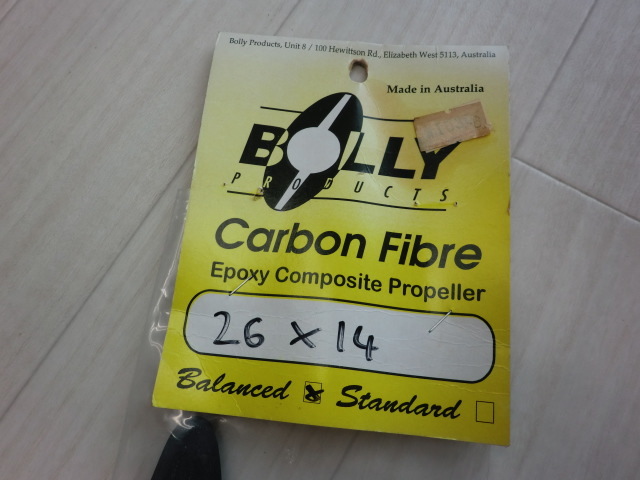 Bolly Products, Unit 8 / 100 Hewittson Rd., Elizabeth West 5113, Australia
Made in Australia
BOLLY
PRODUCTS
Carbon Fibre
Epoxy Composite Propeller
26 x 14
Balanced Standard